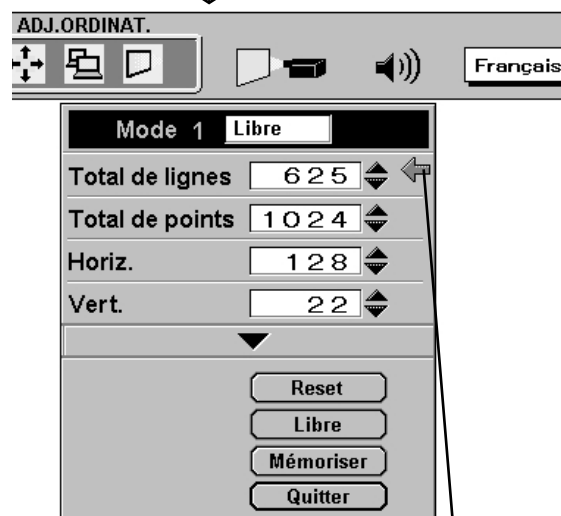 ADJ.ORDINAT.
Français
Mode 1 Libre
Total de lignes 625
Total de points 1024
Horiz. 128
Vert. 22
Reset
Libre
Mémoriser
Quitter